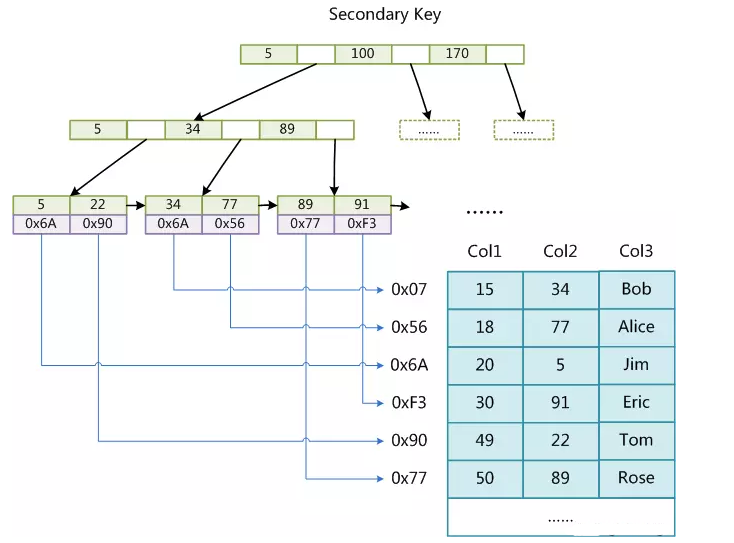 Secondary Key
5 100 170
5 34 89
...... ......
5 22 34 77 89 91
0x6A 0x90 0x6A 0x56 0x77 0xF3
......
Col1 Col2 Col3
0x07 15 34 Bob
0x56 18 77 Alice
0x6A 20 5 Jim
0xF3 30 91 Eric
0x90 49 22 Tom
0x77 50 89 Rose
......